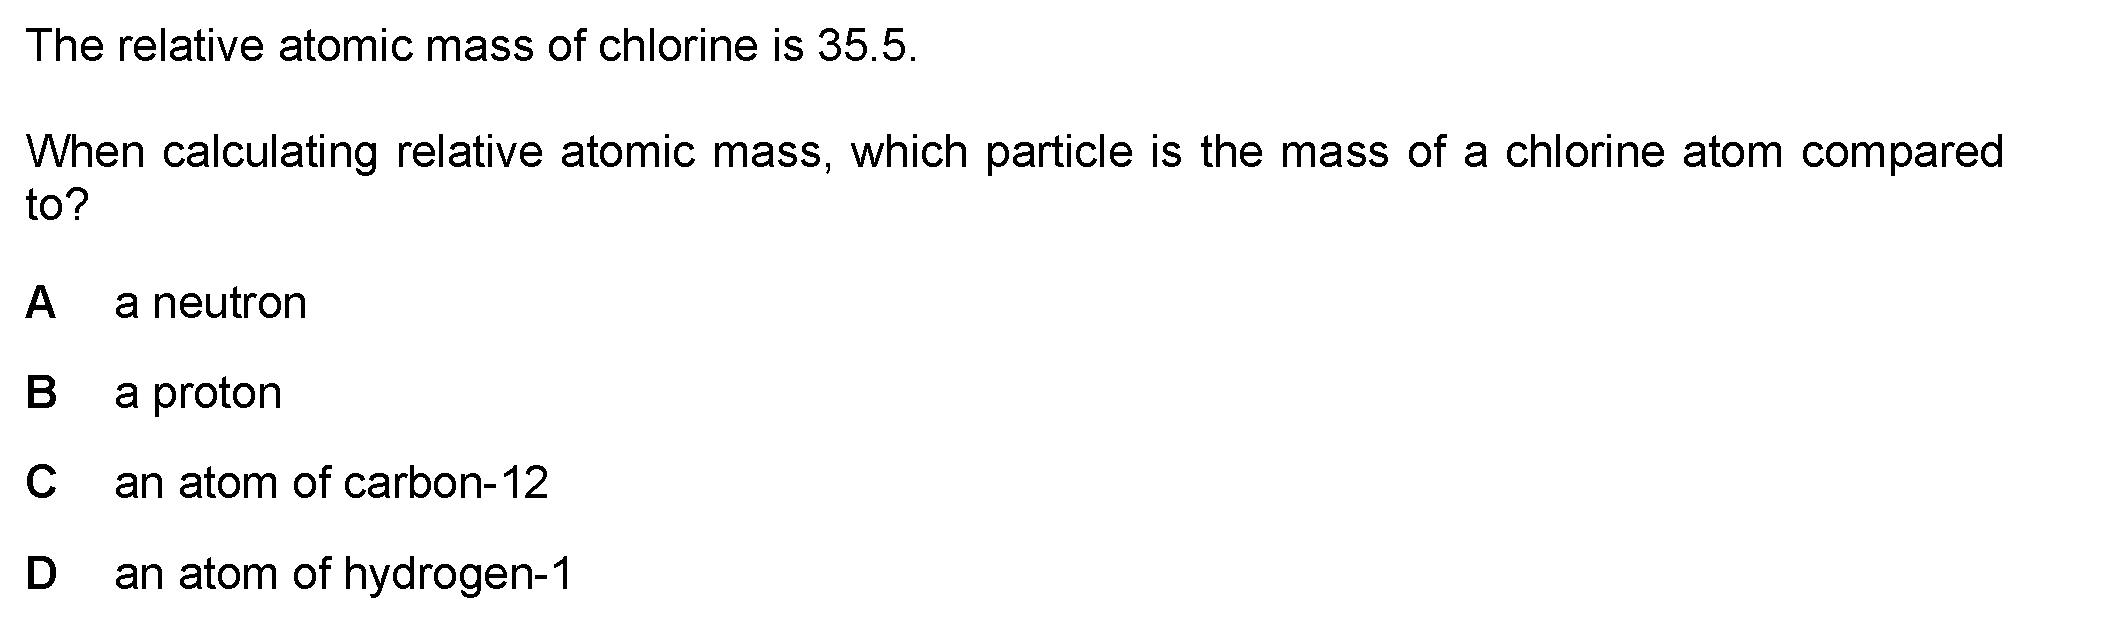 The relative atomic mass of chlorine is 35.5.
When calculating relative atomic mass, which particle is the mass of a chlorine atom compared
to?
A a neutron
B a proton
C an atom of carbon-12
D an atom of hydrogen-1